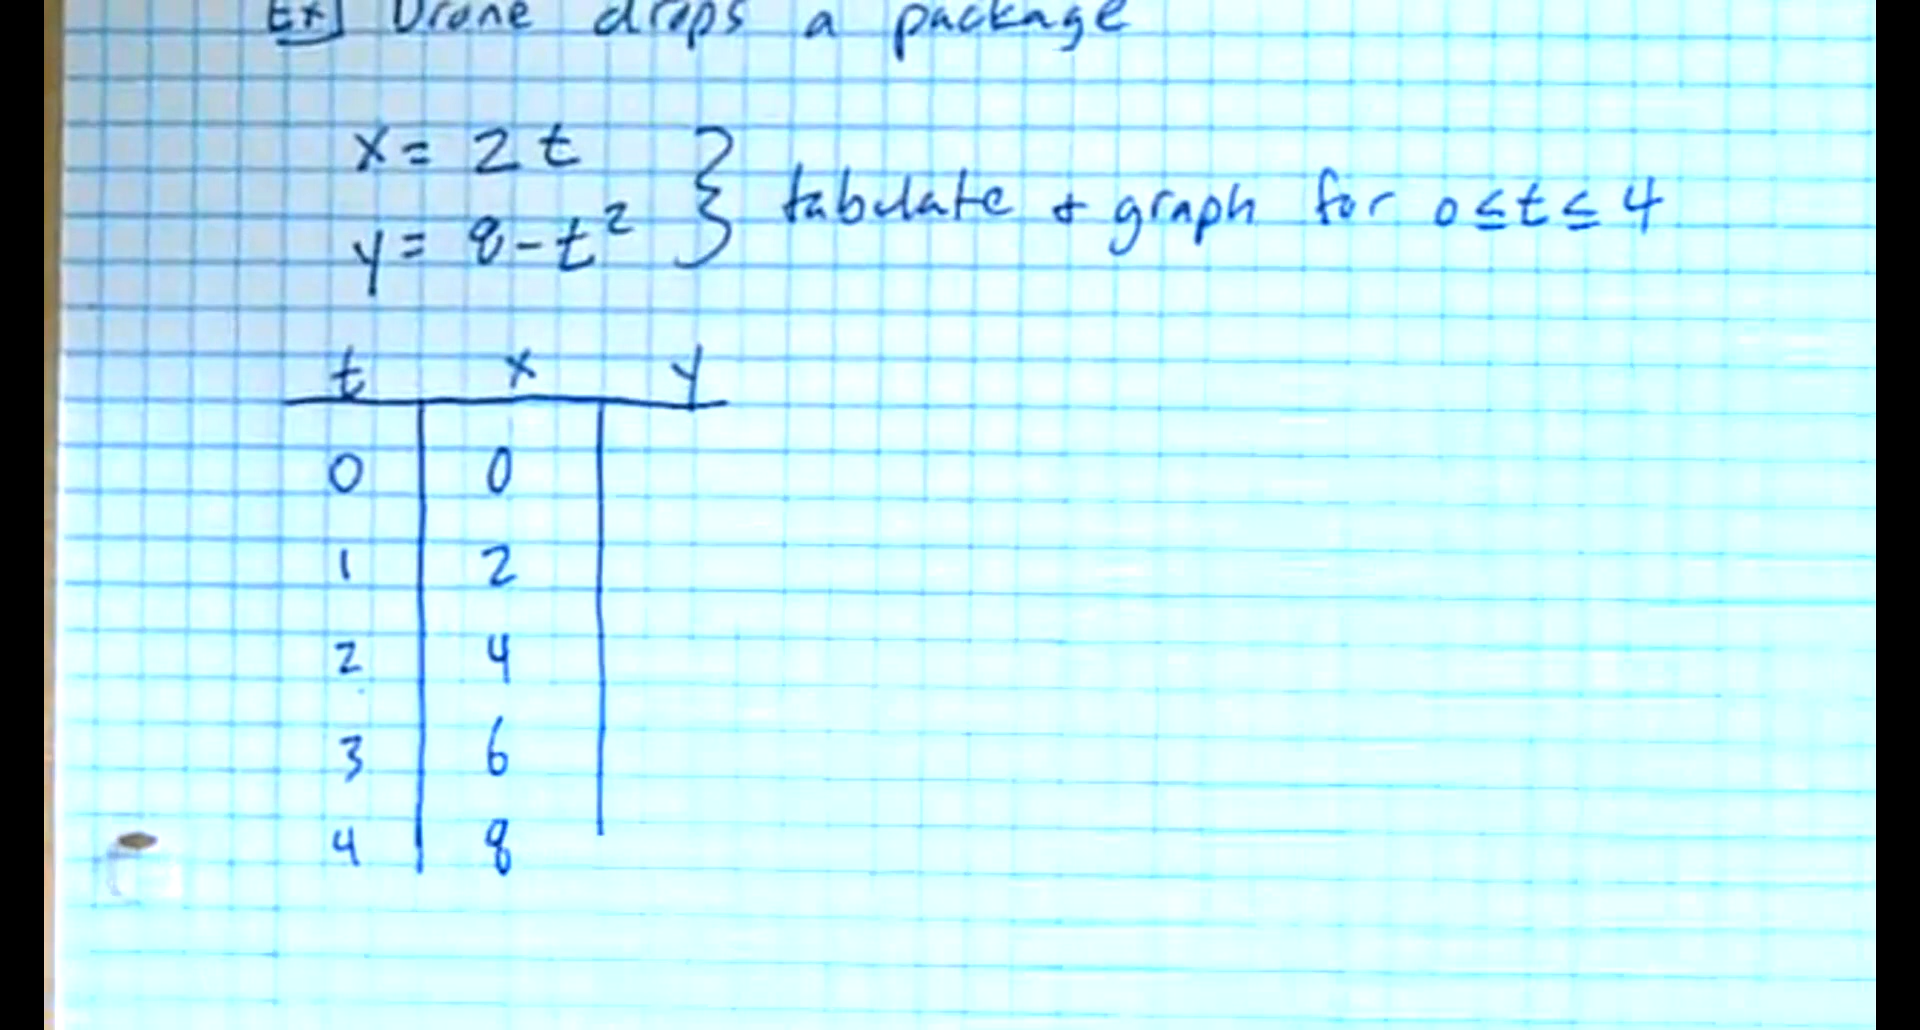 Ex] Drone drops a package
x = 2t
y = 8 - t² } tabulate & graph for 0 ≤ t ≤ 4
t x y
0 0
1 2
2 4
3 6
4 8